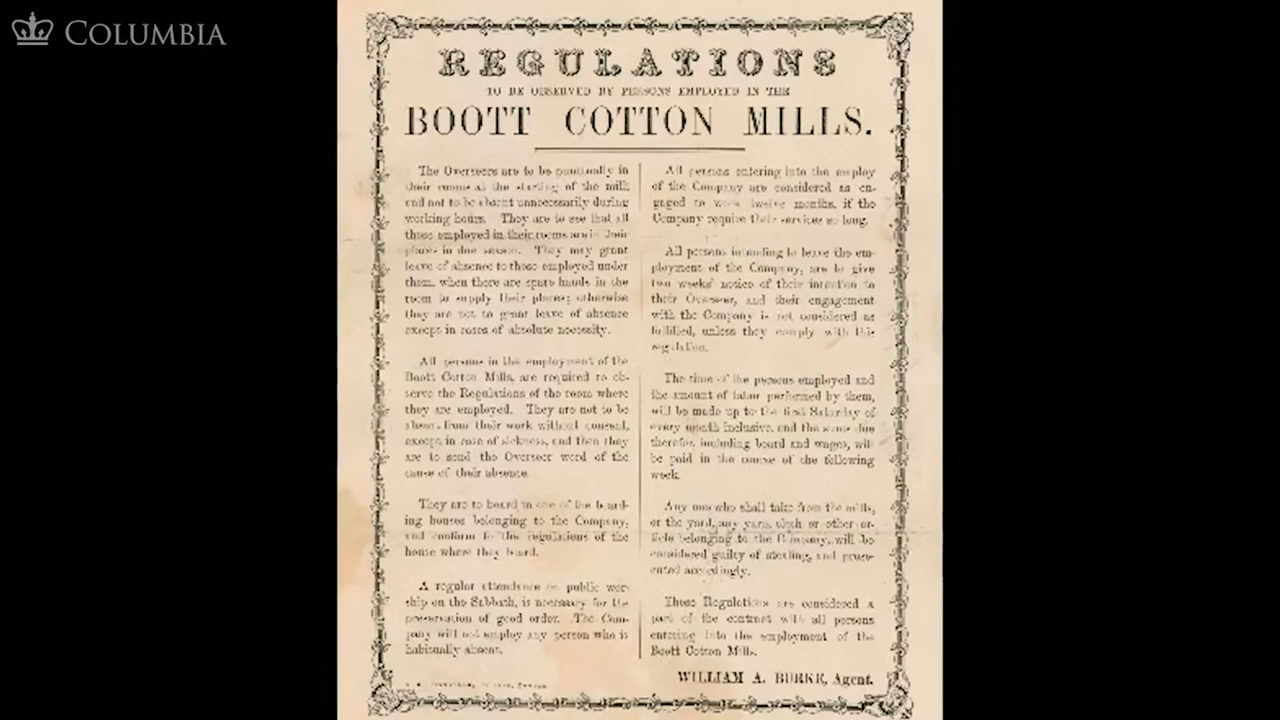 COLUMBIA
REGULATIONS
TO BE OBSERVED BY PERSONS EMPLOYED IN THE
BOOTT COTTON MILLS.
The Overseers are to be punctually in
their rooms at the starting of the mill,
and not to be absent unnecessarily during
working hours. They are to see that all
those employed in their rooms are in their
places in due season. They may grant
leave of absence to those employed under
them, when there are spare hands in the
room to supply their places; otherwise
they are not to grant leave of absence
except in cases of absolute necessity.
All persons in the employment of the
Boott Cotton Mills, are required to ob-
serve the Regulations of the room where
they are employed. They are not to be
absent from their work without consent,
except in case of sickness, and then they
are to send the Overseer word of the
cause of their absence.
They are to board in one of the board-
ing houses belonging to the Company,
and conform to the regulations of the
house where they board.
A regular attendance on public wor-
ship on the Sabbath, is necessary for the
preservation of good order. The Com-
pany will not employ any person who is
habitually absent.
All persons entering into the employ
of the Company are considered as en-
gaged to work twelve months, if the
Company require their services so long.
All persons intending to leave the em-
ployment of the Company, are to give
two weeks' notice of their intention to
their Overseer, and their engagement
with the Company is not considered as
fulfilled, unless they comply with this
regulation.
The time of the persons employed and
the amount of labor performed by them,
will be made up to the first Saturday of
every month inclusive, and the sums due
therefor, including board and wages, will
be paid in the course of the following
week.
Any one who shall take from the mills,
or the yard, any yarn, cloth or other ar-
ticle belonging to the Company, will be
considered guilty of stealing, and prose-
cuted accordingly.
These Regulations are considered a
part of the contract with all persons
entering into the employment of the
Boott Cotton Mills.
WILLIAM A. BURKE, Agent.